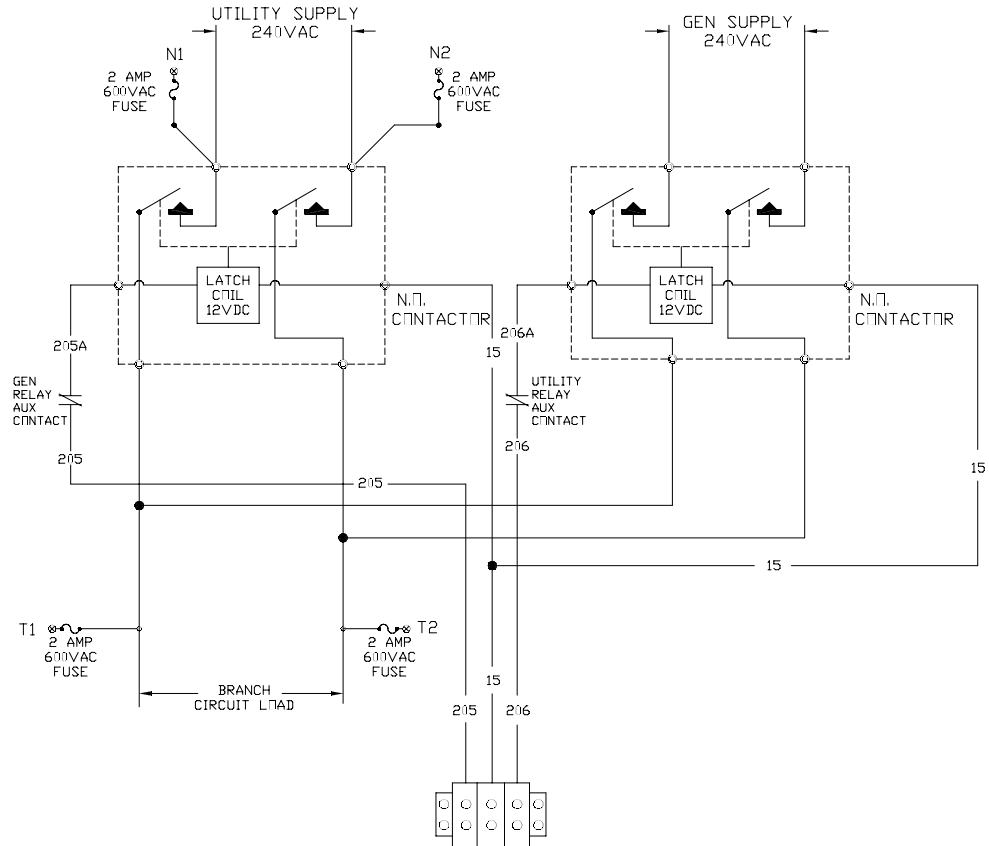 UTILITY SUPPLY
240VAC
GEN SUPPLY
240VAC
N1
2 AMP
600VAC
FUSE
N2
2 AMP
600VAC
FUSE
LATCH
COIL
12VDC
N.O.
CONTACTOR
LATCH
COIL
12VDC
N.O.
CONTACTOR
205A
15
206A
GEN
RELAY
AUX
CONTACT
UTILITY
RELAY
AUX
CONTACT
205
206
205
15
15
T1
2 AMP
600VAC
FUSE
T2
2 AMP
600VAC
FUSE
BRANCH
CIRCUIT LOAD
205
15
206